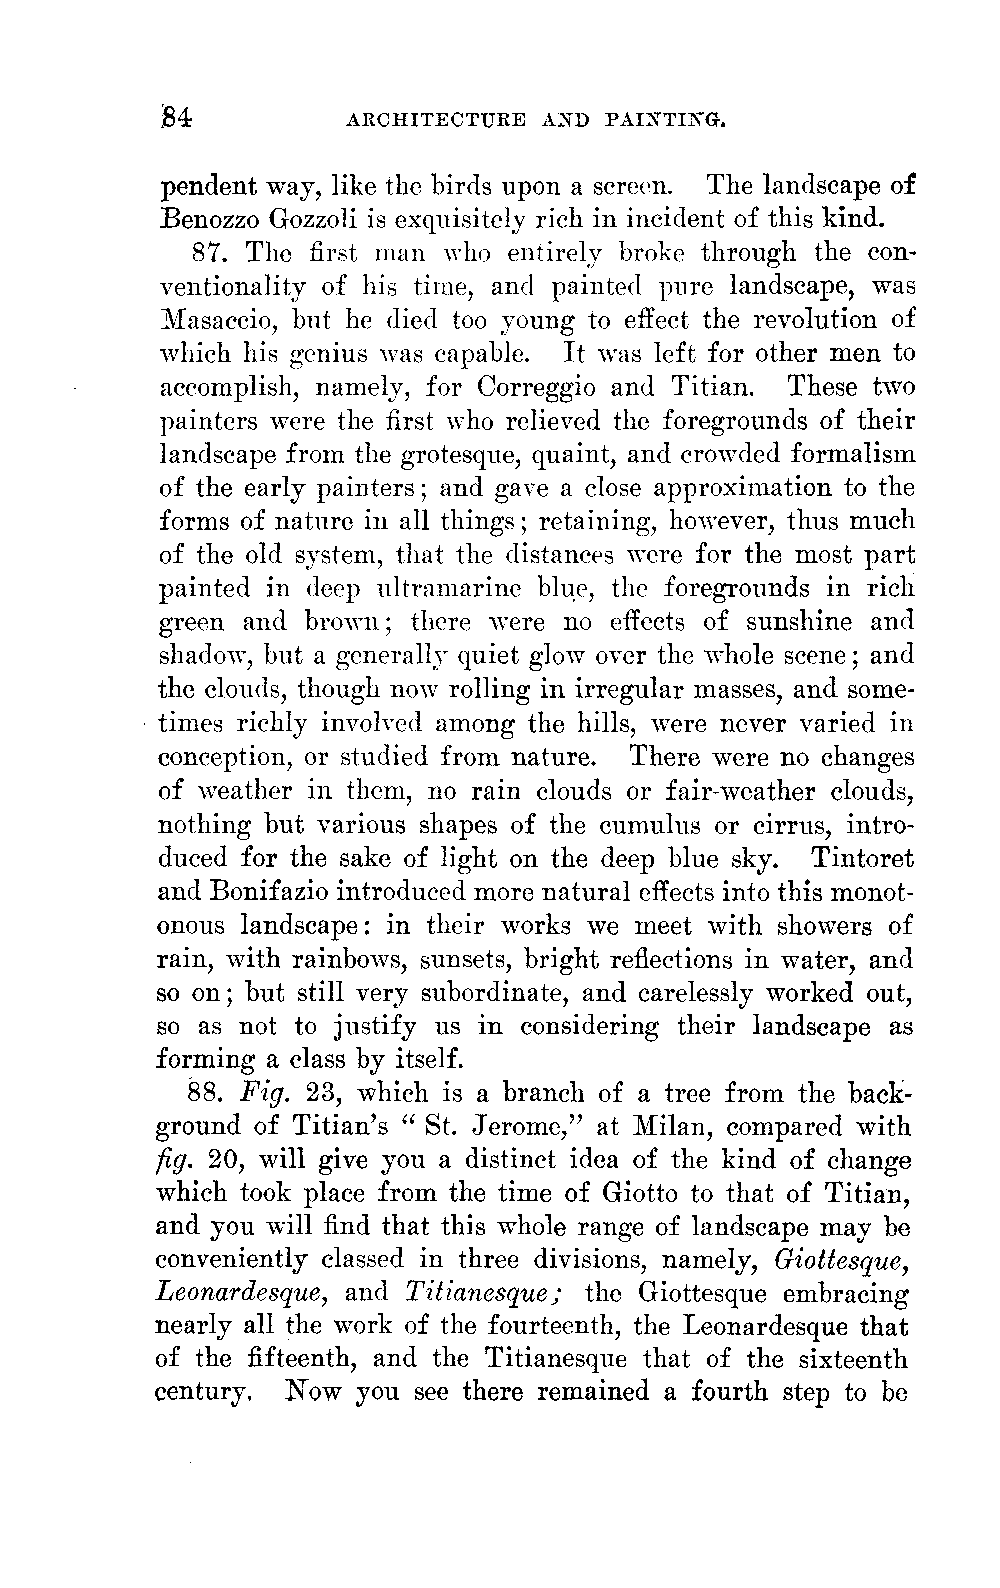 84 ARCHITECTURE AND PAINTING.
pendent way, like the birds upon a screen. The landscape of
Benozzo Gozzoli is exquisitely rich in incident of this kind.
87. The first man who entirely broke through the con-
ventionality of his time, and painted pure landscape, was
Masaccio, but he died too young to effect the revolution of
which his genius was capable. It was left for other men to
accomplish, namely, for Correggio and Titian. These two
painters were the first who relieved the foregrounds of their
landscape from the grotesque, quaint, and crowded formalism
of the early painters; and gave a close approximation to the
forms of nature in all things; retaining, however, thus much
of the old system, that the distances were for the most part
painted in deep ultramarine blue, the foregrounds in rich
green and brown; there were no effects of sunshine and
shadow, but a generally quiet glow over the whole scene; and
the clouds, though now rolling in irregular masses, and some-
times richly involved among the hills, were never varied in
conception, or studied from nature. There were no changes
of weather in them, no rain clouds or fair-weather clouds,
nothing but various shapes of the cumulus or cirrus, intro-
duced for the sake of light on the deep blue sky. Tintoret
and Bonifazio introduced more natural effects into this monot-
onous landscape: in their works we meet with showers of
rain, with rainbows, sunsets, bright reflections in water, and
so on; but still very subordinate, and carelessly worked out,
so as not to justify us in considering their landscape as
forming a class by itself.
88. Fig. 23, which is a branch of a tree from the back-
ground of Titian's “ St. Jerome,” at Milan, compared with
fig. 20, will give you a distinct idea of the kind of change
which took place from the time of Giotto to that of Titian,
and you will find that this whole range of landscape may be
conveniently classed in three divisions, namely, Giottesque,
Leonardesque, and Titianesque; the Giottesque embracing
nearly all the work of the fourteenth, the Leonardesque that
of the fifteenth, and the Titianesque that of the sixteenth
century. Now you see there remained a fourth step to be